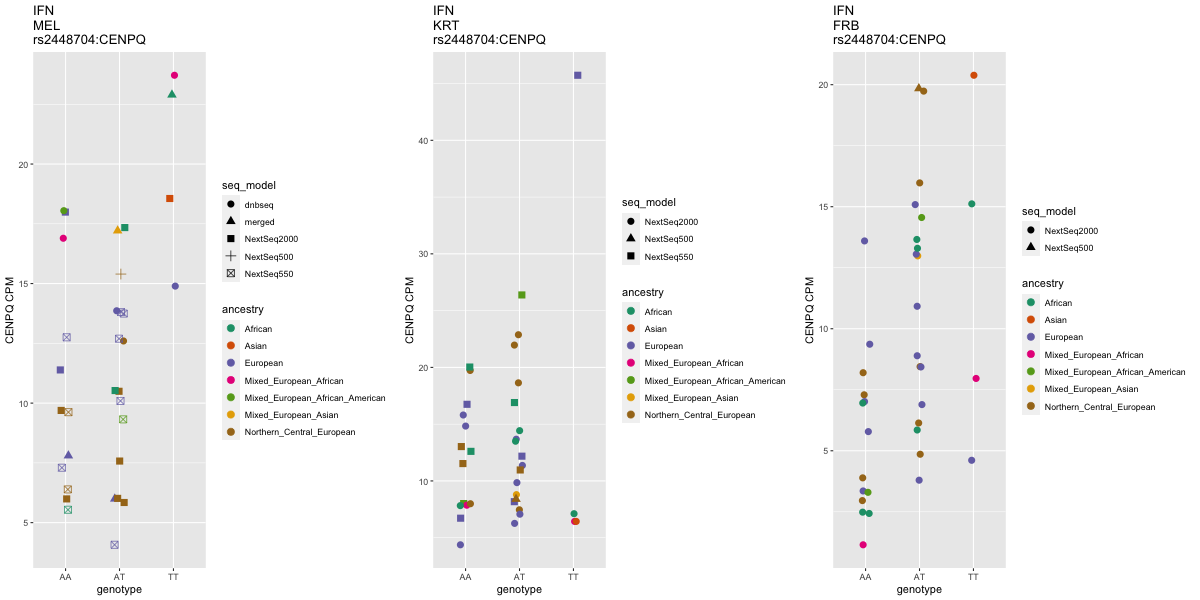 IFN
MEL
rs2448704:CENPQ
CENPQ CPM
20
15
10
5
AA
AT
TT
genotype
seq_model
dnbseq
merged
NextSeq2000
NextSeq500
NextSeq550
ancestry
African
Asian
European
Mixed_European_African
Mixed_European_African_American
Mixed_European_Asian
Northern_Central_European
IFN
KRT
rs2448704:CENPQ
CENPQ CPM
40
30
20
10
AA
AT
TT
genotype
seq_model
NextSeq2000
NextSeq500
NextSeq550
ancestry
African
Asian
European
Mixed_European_African
Mixed_European_African_American
Mixed_European_Asian
Northern_Central_European
IFN
FRB
rs2448704:CENPQ
CENPQ CPM
20
15
10
5
AA
AT
TT
genotype
seq_model
NextSeq2000
NextSeq500
ancestry
African
Asian
European
Mixed_European_African
Mixed_European_African_American
Mixed_European_Asian
Northern_Central_European